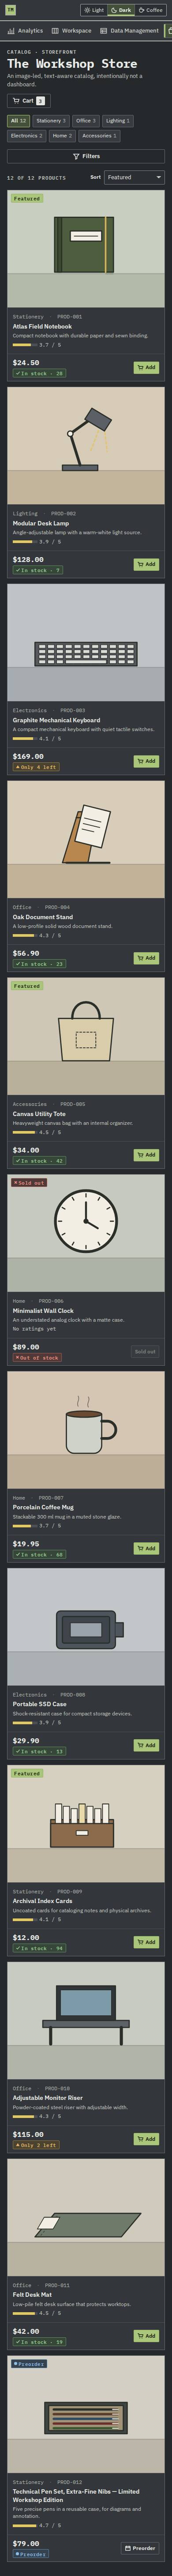 TM
Light
Dark
Coffee
Analytics
Workspace
Data Management
CATALOG · STOREFRONT
The Workshop Store
An image-led, text-aware catalog, intentionally not a
dashboard.
Cart 3
All 12
Stationery 3
Office 3
Lighting 1
Electronics 2
Home 2
Accessories 1
Filters
12 OF 12 PRODUCTS
Sort
Featured
Featured
Stationery · PROD-001
Atlas Field Notebook
Compact notebook with durable paper and sewn binding.
3.7 / 5
$24.50
In stock · 28
Add
Lighting · PROD-002
Modular Desk Lamp
Angle-adjustable lamp with a warm-white light source.
3.9 / 5
$128.00
In stock · 7
Add
Electronics · PROD-003
Graphite Mechanical Keyboard
A compact mechanical keyboard with quiet tactile switches.
4.1 / 5
$169.00
Only 4 left
Add
Office · PROD-004
Oak Document Stand
A low-profile solid wood document stand.
$56.90
In stock · 23
Add
Featured
Accessories · PROD-005
Canvas Utility Tote
Heavyweight canvas bag with an internal organizer.
4.5 / 5
$34.00
In stock · 42
Add
Sold out
Home · PROD-006
Minimalist Wall Clock
An understated analog clock with a matte case.
No ratings yet
$89.00
Out of stock
Sold out
Home · PROD-007
Porcelain Coffee Mug
Stackable 300 ml mug in a muted stone glaze.
3.7 / 5
$19.95
In stock · 60
Add
Electronics · PROD-008
Portable SSD Case
Shock-resistant case for compact storage devices.
3.9 / 5
$29.90
In stock · 13
Add
Featured
Stationery · PROD-009
Archival Index Cards
Uncoated cards for cataloging notes and physical archives.
4.1 / 5
$12.00
In stock · 94
Add
Office · PROD-010
Adjustable Monitor Riser
Powder-coated steel riser with adjustable width.
4.3 / 5
$115.00
Only 2 left
Add
Office · PROD-011
Felt Desk Mat
Low-pile felt desk surface that protects worktops.
4.5 / 5
$42.00
In stock · 19
Add
Preorder
Stationery · PROD-012
Technical Pen Set, Extra-Fine Nibs — Limited
Workshop Edition
Five precise pens in a reusable case, for diagrams and
annotation.
4.7 / 5
$79.00
Preorder
Preorder